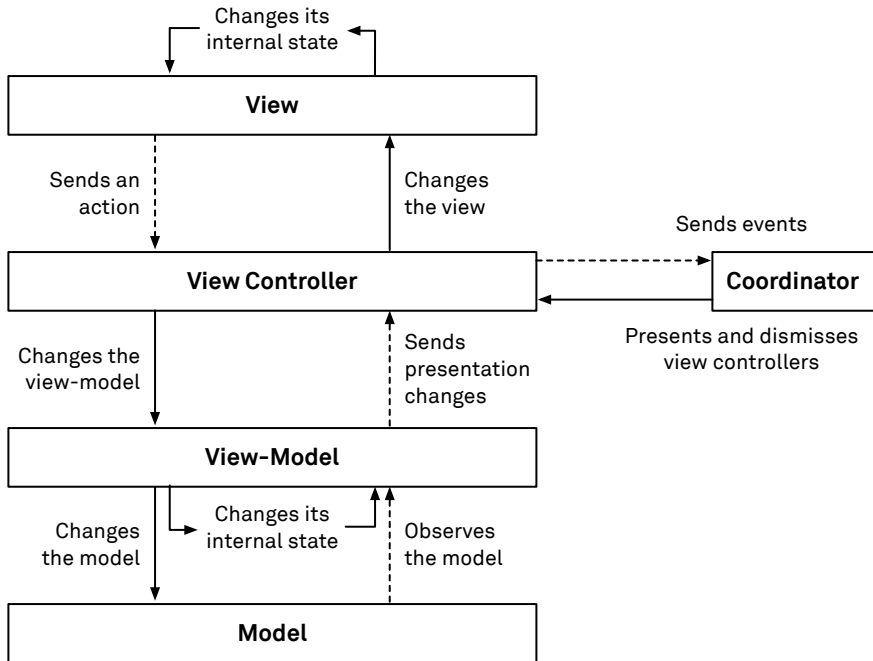 Changes its
internal state
View
Sends an
action
Changes
the view
Sends events
View Controller
Coordinator
Changes the
view-model
Sends
presentation
changes
Presents and dismisses
view controllers
View-Model
Changes
the model
Changes its
internal state
Observes
the model
Model